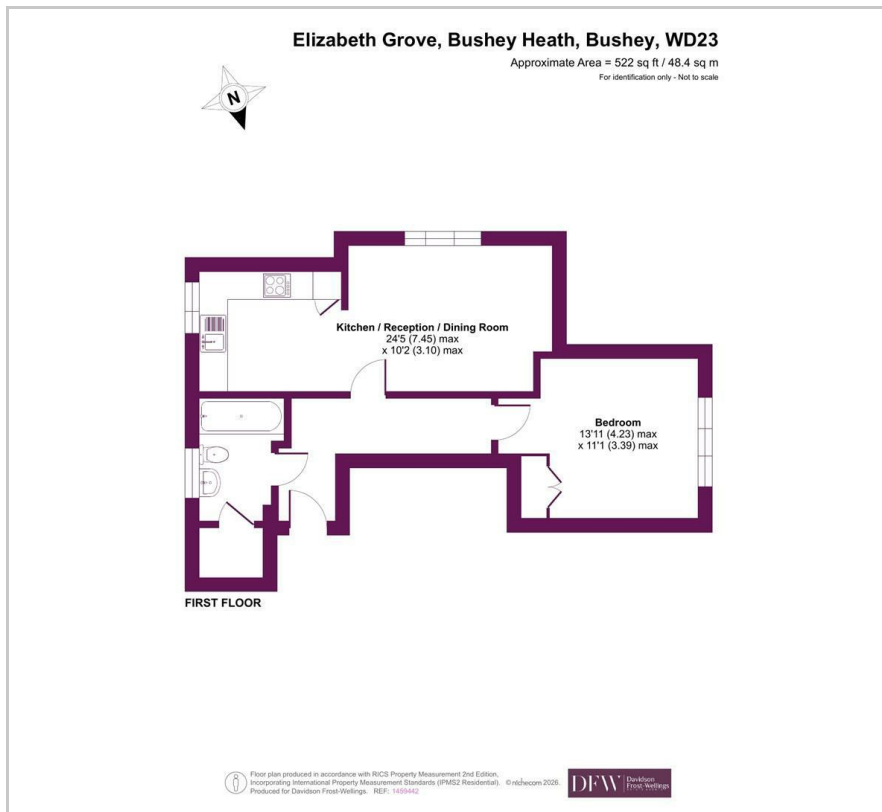 Elizabeth Grove, Bushey Heath, Bushey, WD23
Approximate Area = 522 sq ft / 48.4 sq m
For identification only - Not to scale
N
Kitchen / Reception / Dining Room
24'5 (7.45) max
x 10'2 (3.10) max
Bedroom
13'11 (4.23) max
x 11'1 (3.39) max
FIRST FLOOR
Floor plan produced in accordance with RICS Property Measurement 2nd Edition,
Incorporating International Property Measurement Standards (IPMS2 Residential). ©nichecom 2026.
Produced for Davidson Frost-Wellings. REF: 1499442
DFW Davidson
Frost-Wellings